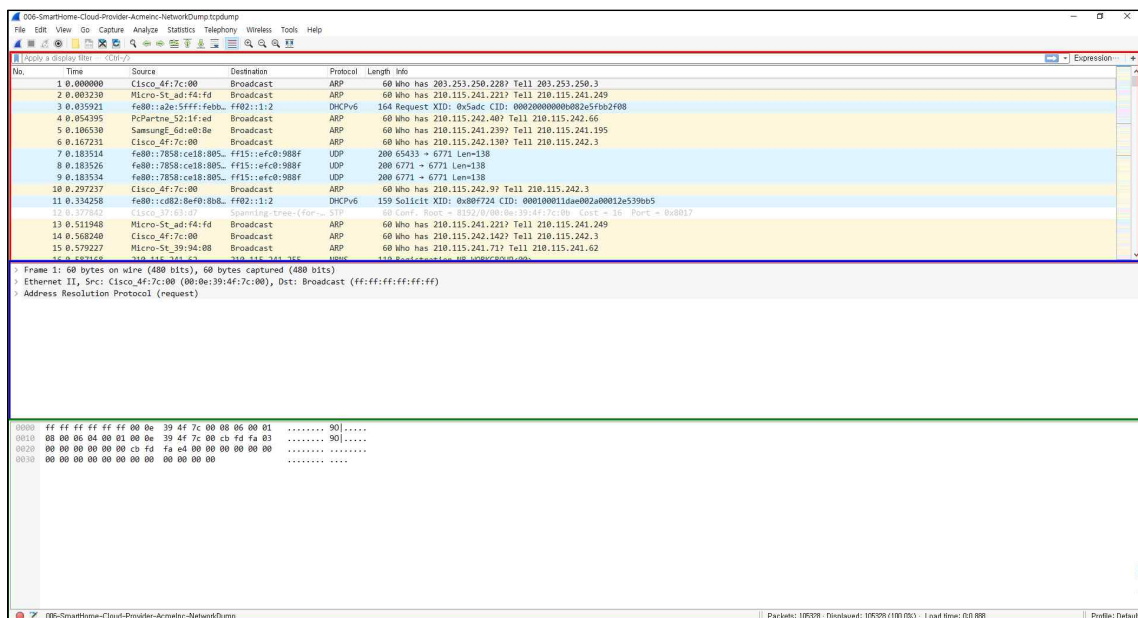 006-SmartHome-Cloud-Provider-AcmeInc-NetworkDump.tcpdump
File Edit View Go Capture Analyze Statistics Telephony Wireless Tools Help
Apply a display filter ... <Ctrl-/> Expression... +
No. Time Source Destination Protocol Length Info
1 0.000000 Cisco_4f:7c:00 Broadcast ARP 60 Who has 203.253.250.228? Tell 203.253.250.3
2 0.003230 Micro-St_ad:f4:fd Broadcast ARP 60 Who has 210.115.241.221? Tell 210.115.241.249
3 0.035921 fe80::a2e:5fff:febb… ff02::1:2 DHCPv6 164 Request XID: 0x5adc CID: 00020000000b082e5fbb2f08
4 0.054395 PcPartne_52:1f:ed Broadcast ARP 60 Who has 210.115.242.40? Tell 210.115.242.66
5 0.106530 SamsungE_6d:e0:8e Broadcast ARP 60 Who has 210.115.241.239? Tell 210.115.241.195
6 0.167231 Cisco_4f:7c:00 Broadcast ARP 60 Who has 210.115.242.130? Tell 210.115.242.3
7 0.183514 fe80::7858:ce18:805… ff15::efc0:988f UDP 200 65433 → 6771 Len=138
8 0.183526 fe80::7858:ce18:805… ff15::efc0:988f UDP 200 6771 → 6771 Len=138
9 0.183534 fe80::7858:ce18:805… ff15::efc0:988f UDP 200 6771 → 6771 Len=138
10 0.297237 Cisco_4f:7c:00 Broadcast ARP 60 Who has 210.115.242.9? Tell 210.115.242.3
11 0.334258 fe80::cd82:8ef0:8b8… ff02::1:2 DHCPv6 159 Solicit XID: 0x80f724 CID: 000100011dae002a00012e539bb5
12 0.377842 Cisco_37:63:d7 Spanning-tree-(for-… STP 60 Conf. Root = 8192/0/00:0e:39:4f:7c:0b Cost = 16 Port = 0x8017
13 0.511948 Micro-St_ad:f4:fd Broadcast ARP 60 Who has 210.115.241.221? Tell 210.115.241.249
14 0.568240 Cisco_4f:7c:00 Broadcast ARP 60 Who has 210.115.242.142? Tell 210.115.242.3
15 0.579227 Micro-St_39:94:08 Broadcast ARP 60 Who has 210.115.241.71? Tell 210.115.241.62
> Frame 1: 60 bytes on wire (480 bits), 60 bytes captured (480 bits)
> Ethernet II, Src: Cisco_4f:7c:00 (00:0e:39:4f:7c:00), Dst: Broadcast (ff:ff:ff:ff:ff:ff)
> Address Resolution Protocol (request)
0000 ff ff ff ff ff ff 00 0e 39 4f 7c 00 08 06 00 01 ........ 9O|.....
0010 08 00 06 04 00 01 00 0e 39 4f 7c 00 cb fd fa 03 ........ 9O|.....
0020 00 00 00 00 00 00 cb fd fa e4 00 00 00 00 00 00 ........ ........
0030 00 00 00 00 00 00 00 00 00 00 00 00 ........ ....
006-SmartHome-Cloud-Provider-AcmeInc-NetworkDump Packets: 105328 · Displayed: 105328 (100.0%) · Load time: 0:0.888 Profile: Default